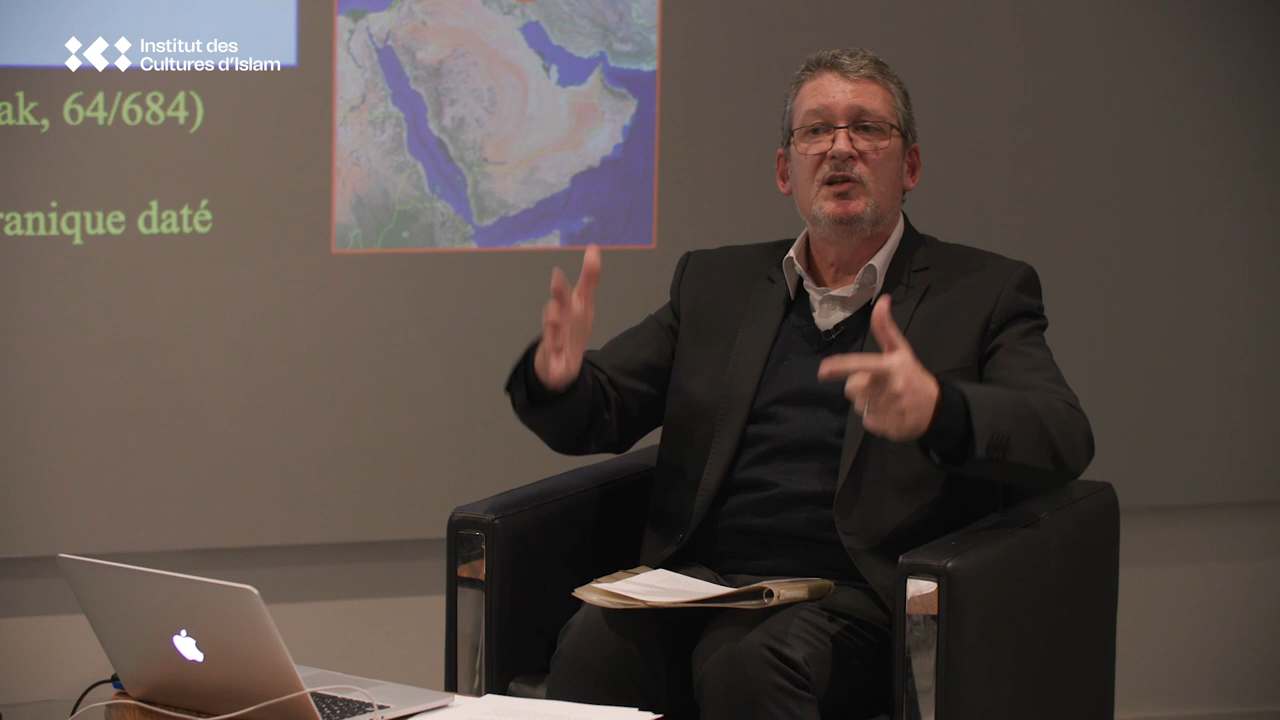 Institut des
Cultures d'Islam
ak, 64/684)
ranique daté